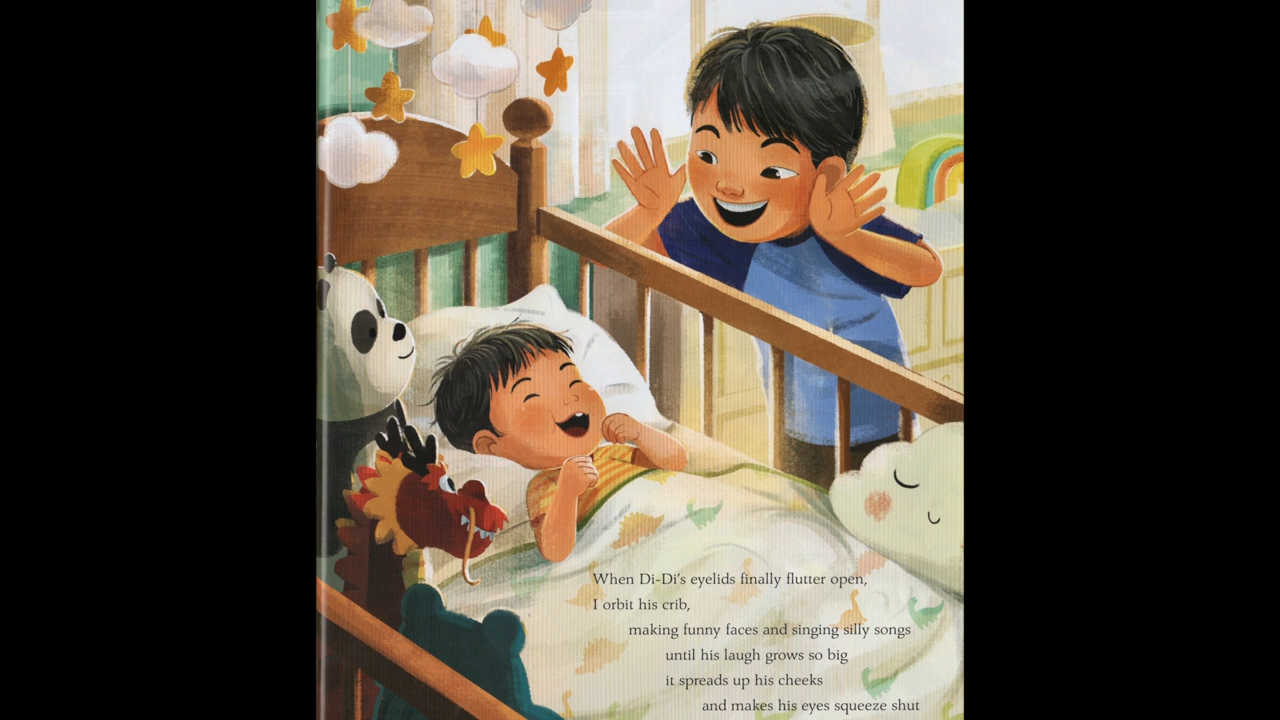 When Di-Di's eyelids finally flutter open,
I orbit his crib,
making funny faces and singing silly songs
until his laugh grows so big
it spreads up his cheeks
and makes his eyes squeeze shut